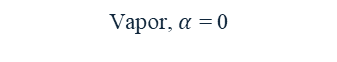 Vapor, α = 0